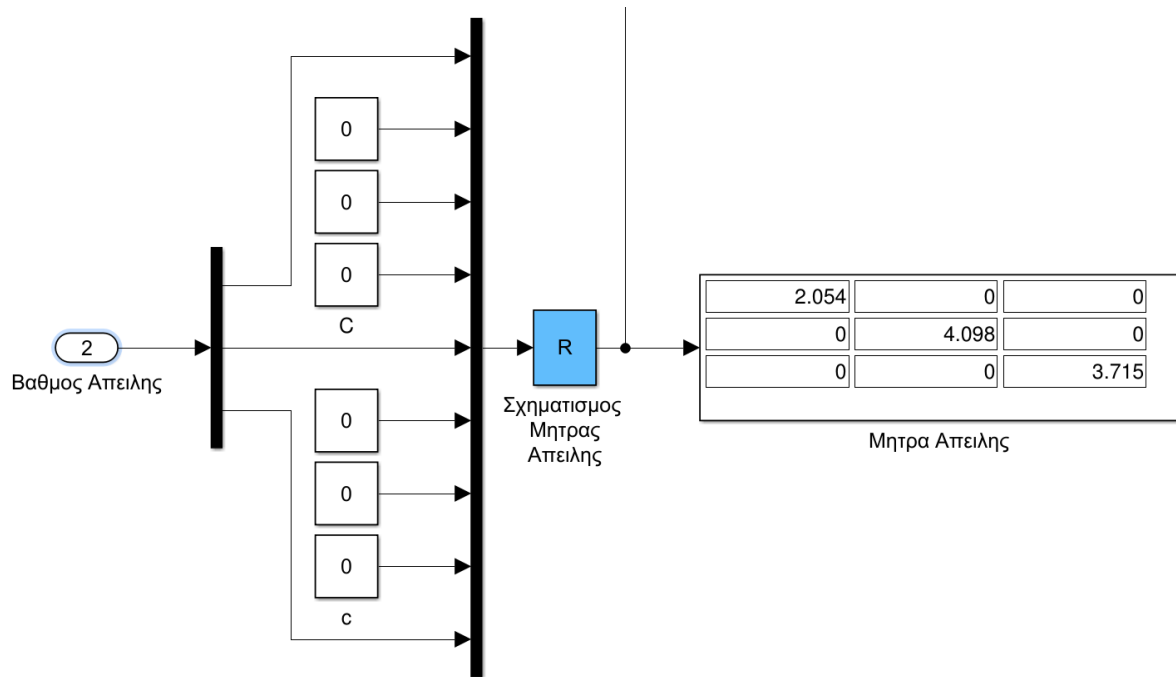 0
0
0
C
2
Βαθμος Απειλης
0
0
0
c
R
Σχηματισμος
Μητρας
Απειλης
2.054 0 0
0 4.098 0
0 0 3.715
Μητρα Απειλης